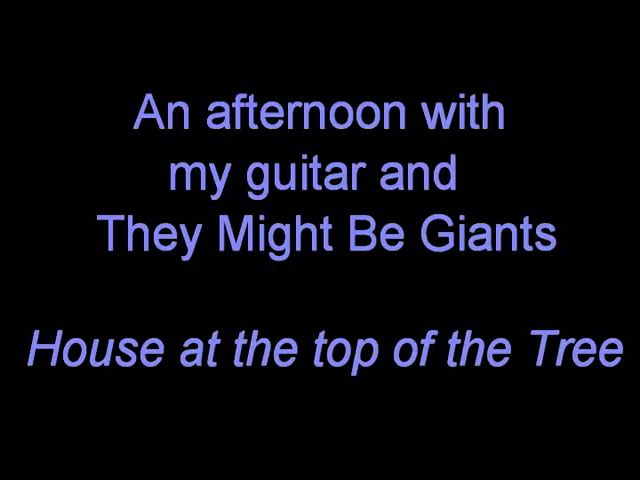 An afternoon with
my guitar and
They Might Be Giants
House at the top of the Tree